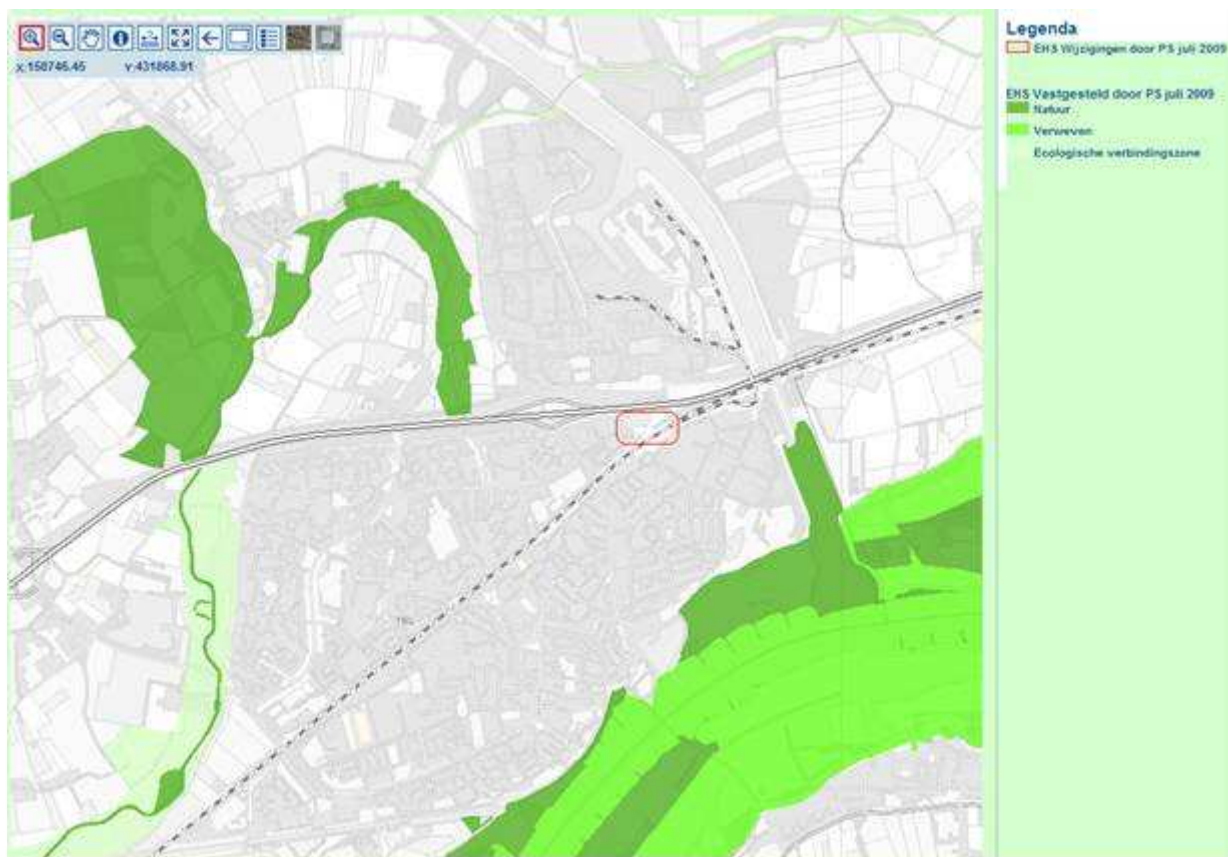 X:158746.45 Y:431868.91
Legenda
EHS Wijzigingen door PS juli 2009
EHS Vastgesteld door PS juli 2009
Natuur
Verweven
Ecologische verbindingszone